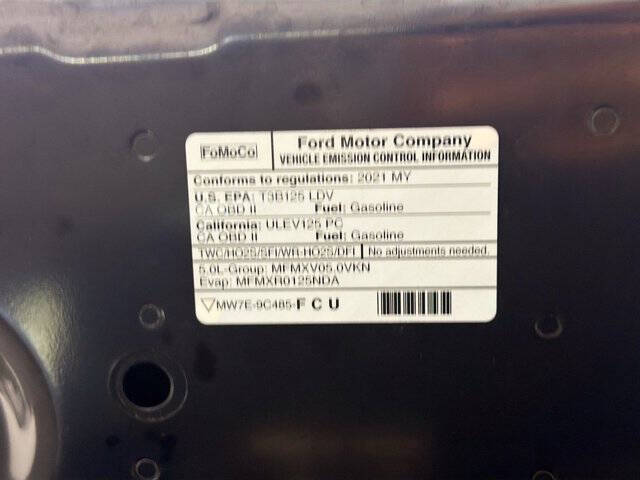 FoMoCo
Ford Motor Company
VEHICLE EMISSION CONTROL INFORMATION
Conforms to regulations: 2021 MY
U.S. EPA: T3B125 LDV
CA OBD II Fuel: Gasoline
California: ULEV125 PC
CA OBD II Fuel: Gasoline
TWC/HO2S/SFI/WR-HO2S/DFI No adjustments needed.
5.0L-Group: MFMXV05.0VKN
Evap: MFMXR0125NDA
MW7E-9C485-FCU